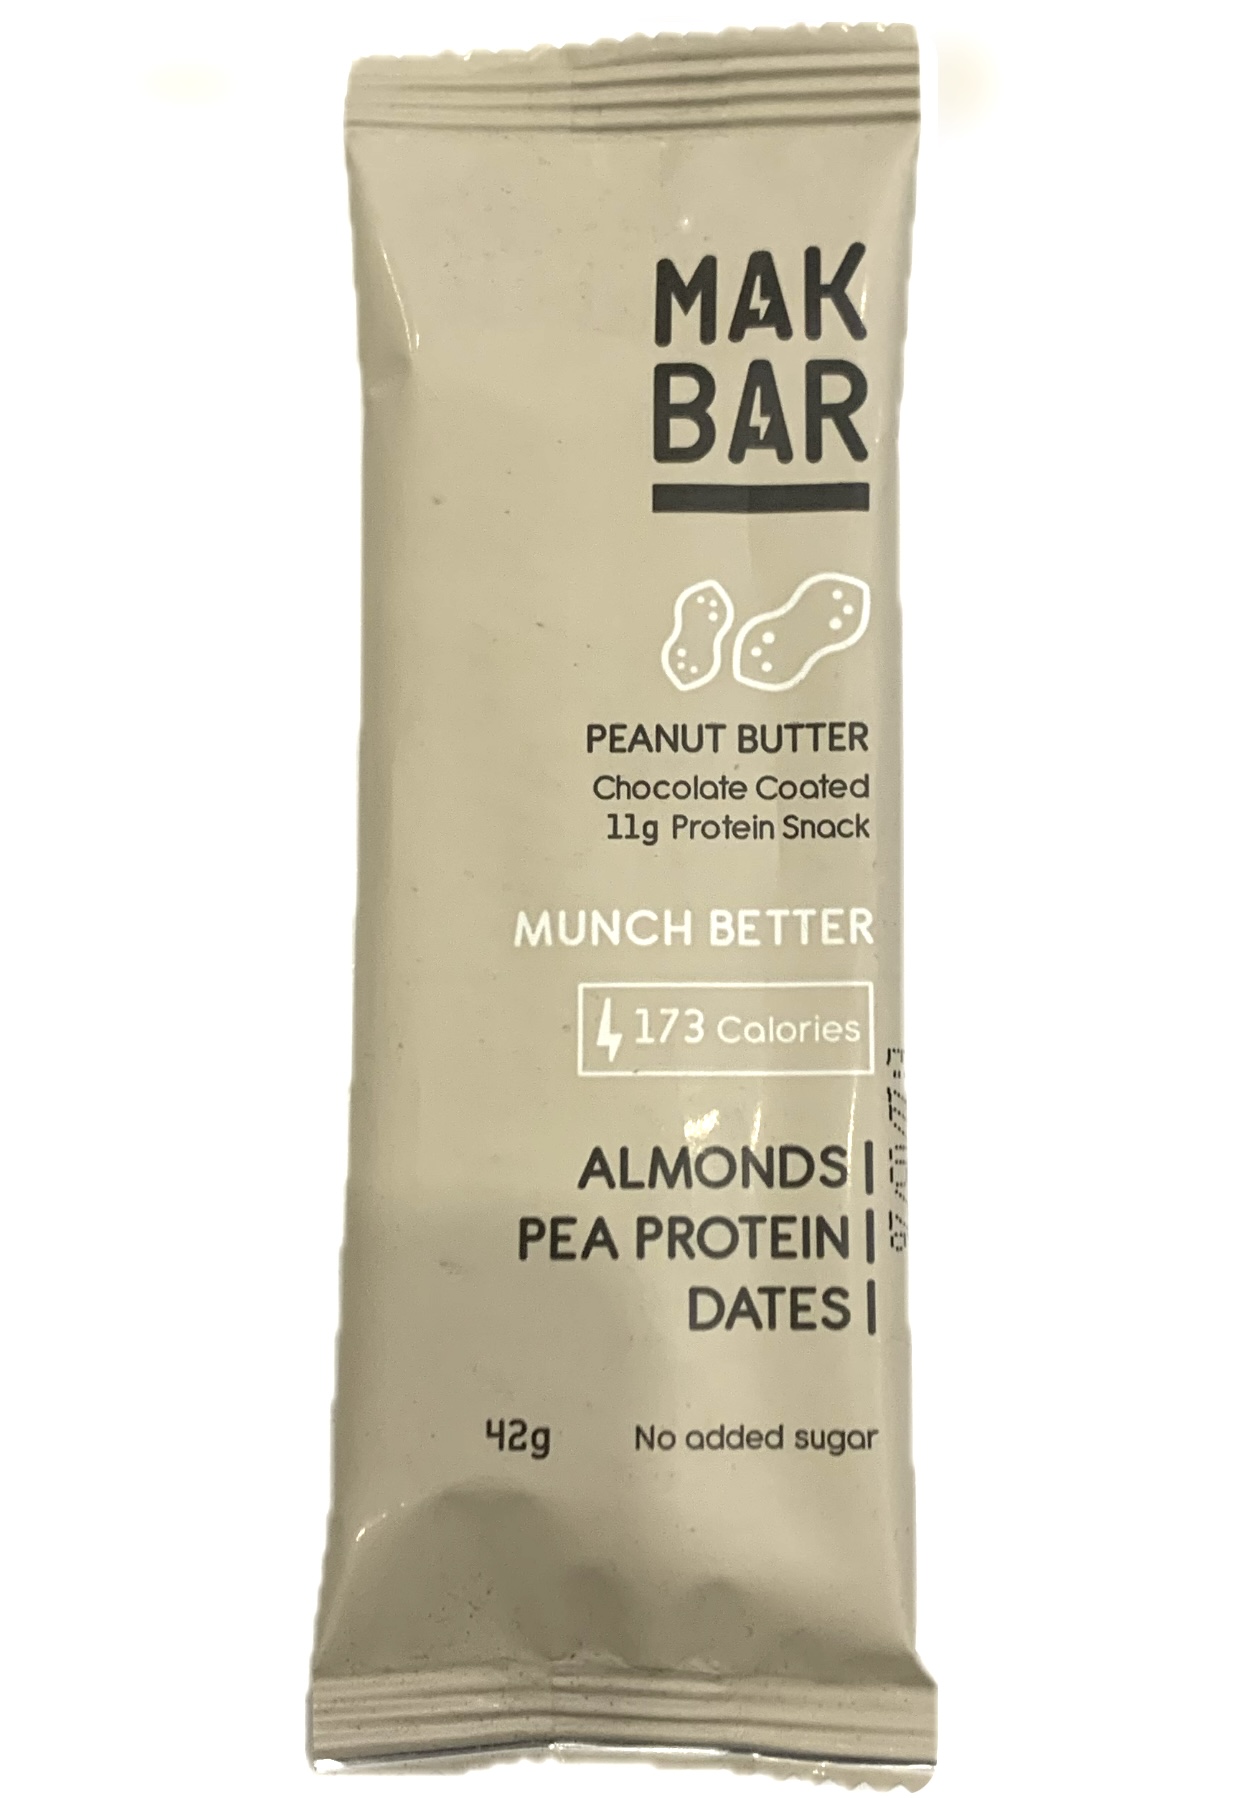 MAK
BAR
PEANUT BUTTER
Chocolate Coated
11g Protein Snack
MUNCH BETTER
173 Calories
ALMONDS |
PEA PROTEIN |
DATES |
42g No added sugar